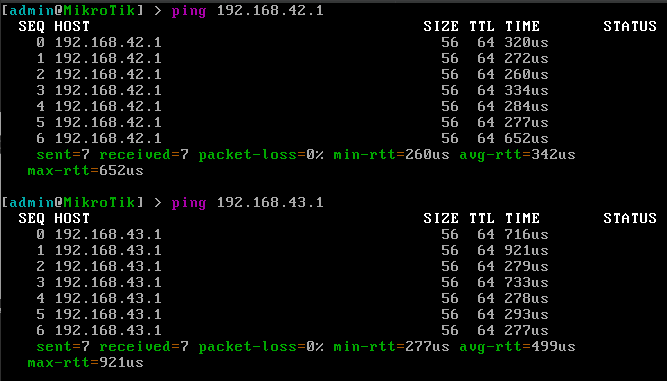 [admin@MikroTik] > ping 192.168.42.1
SEQ HOST SIZE TTL TIME STATUS
0 192.168.42.1 56 64 320us
1 192.168.42.1 56 64 272us
2 192.168.42.1 56 64 260us
3 192.168.42.1 56 64 334us
4 192.168.42.1 56 64 284us
5 192.168.42.1 56 64 277us
6 192.168.42.1 56 64 652us
sent=7 received=7 packet-loss=0% min-rtt=260us avg-rtt=342us
max-rtt=652us
[admin@MikroTik] > ping 192.168.43.1
SEQ HOST SIZE TTL TIME STATUS
0 192.168.43.1 56 64 716us
1 192.168.43.1 56 64 921us
2 192.168.43.1 56 64 279us
3 192.168.43.1 56 64 733us
4 192.168.43.1 56 64 278us
5 192.168.43.1 56 64 293us
6 192.168.43.1 56 64 277us
sent=7 received=7 packet-loss=0% min-rtt=277us avg-rtt=499us
max-rtt=921us